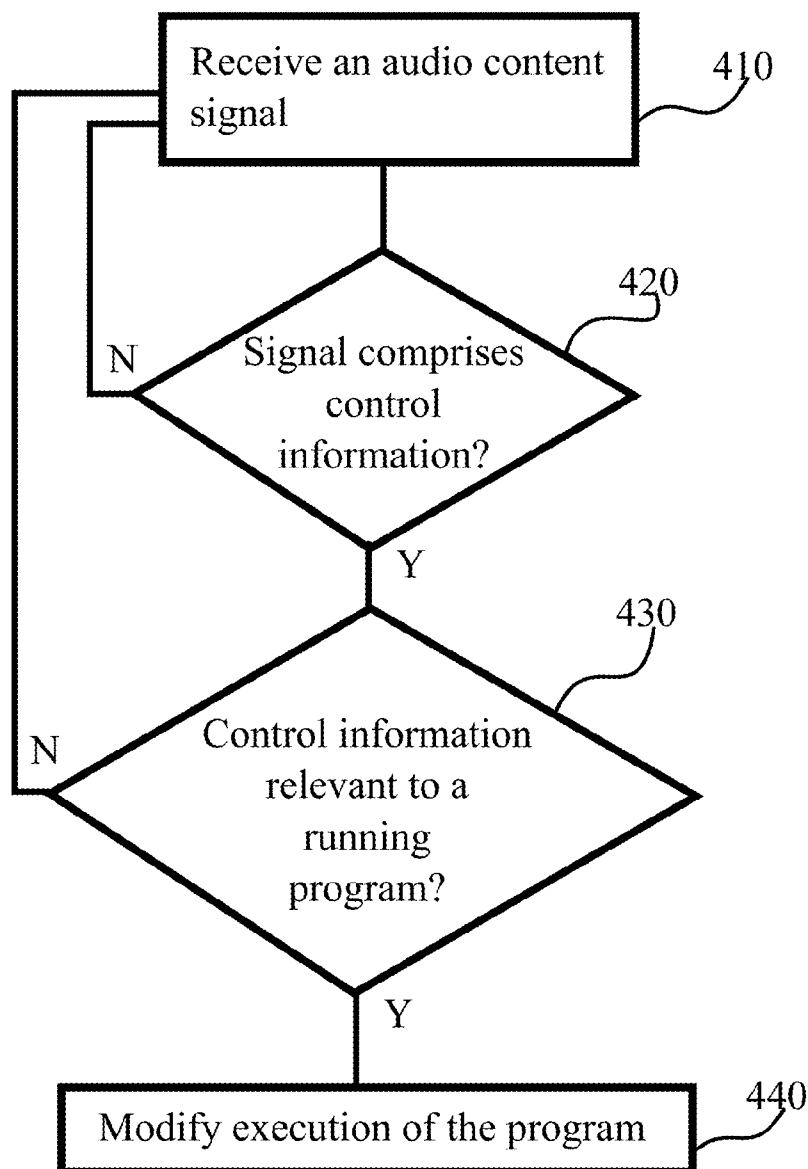 Receive an audio content
signal
410
420
Signal comprises
control
information?
N
Y
430
Control information
relevant to a
running
program?
N
Y
440
Modify execution of the program